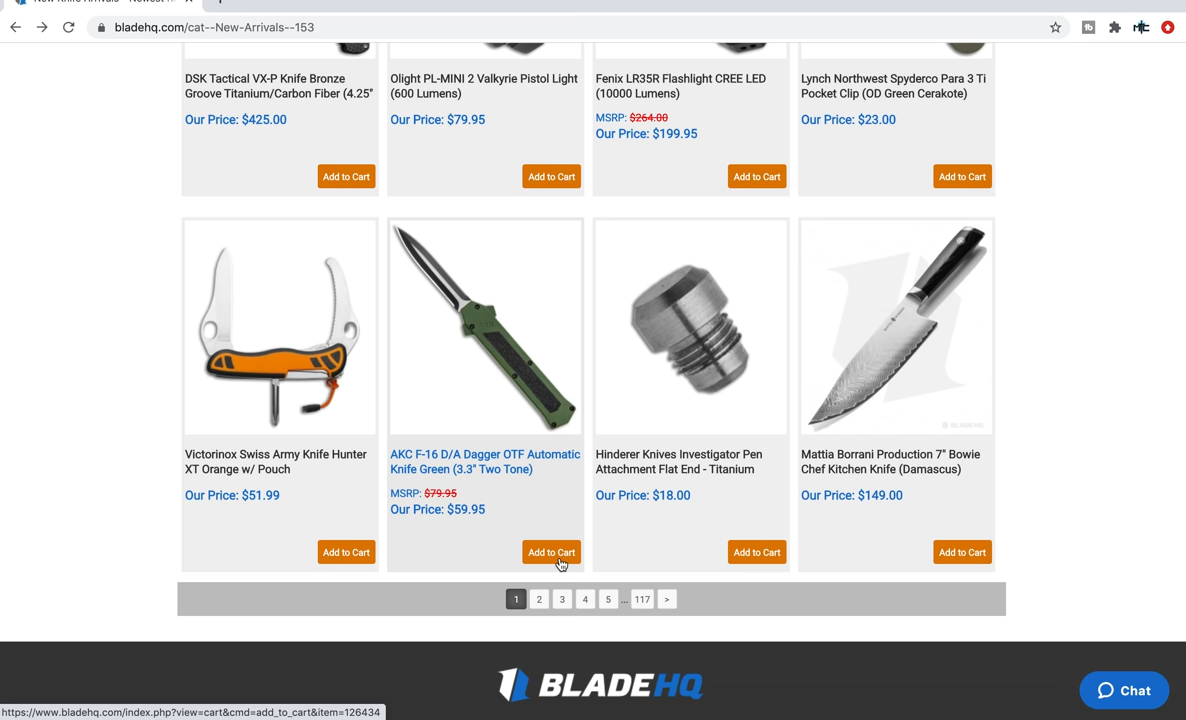 New Knife Arrivals - Newest
bladehq.com/cat--New-Arrivals--153
DSK Tactical VX-P Knife Bronze
Groove Titanium/Carbon Fiber (4.25"
Our Price: $425.00
Add to Cart
Olight PL-MINI 2 Valkyrie Pistol Light
(600 Lumens)
Our Price: $79.95
Add to Cart
Fenix LR35R Flashlight CREE LED
(10000 Lumens)
MSRP: $264.00
Our Price: $199.95
Add to Cart
Lynch Northwest Spyderco Para 3 Ti
Pocket Clip (OD Green Cerakote)
Our Price: $23.00
Add to Cart
Victorinox Swiss Army Knife Hunter
XT Orange w/ Pouch
Our Price: $51.99
Add to Cart
AKC F-16 D/A Dagger OTF Automatic
Knife Green (3.3" Two Tone)
MSRP: $79.95
Our Price: $59.95
Add to Cart
Hinderer Knives Investigator Pen
Attachment Flat End - Titanium
Our Price: $18.00
Add to Cart
BLADEHQ
Mattia Borrani Production 7" Bowie
Chef Kitchen Knife (Damascus)
Our Price: $149.00
Add to Cart
1 2 3 4 5 ... 117 >
BLADEHQ
Chat
https://www.bladehq.com/index.php?view=cart&cmd=add_to_cart&item=126434